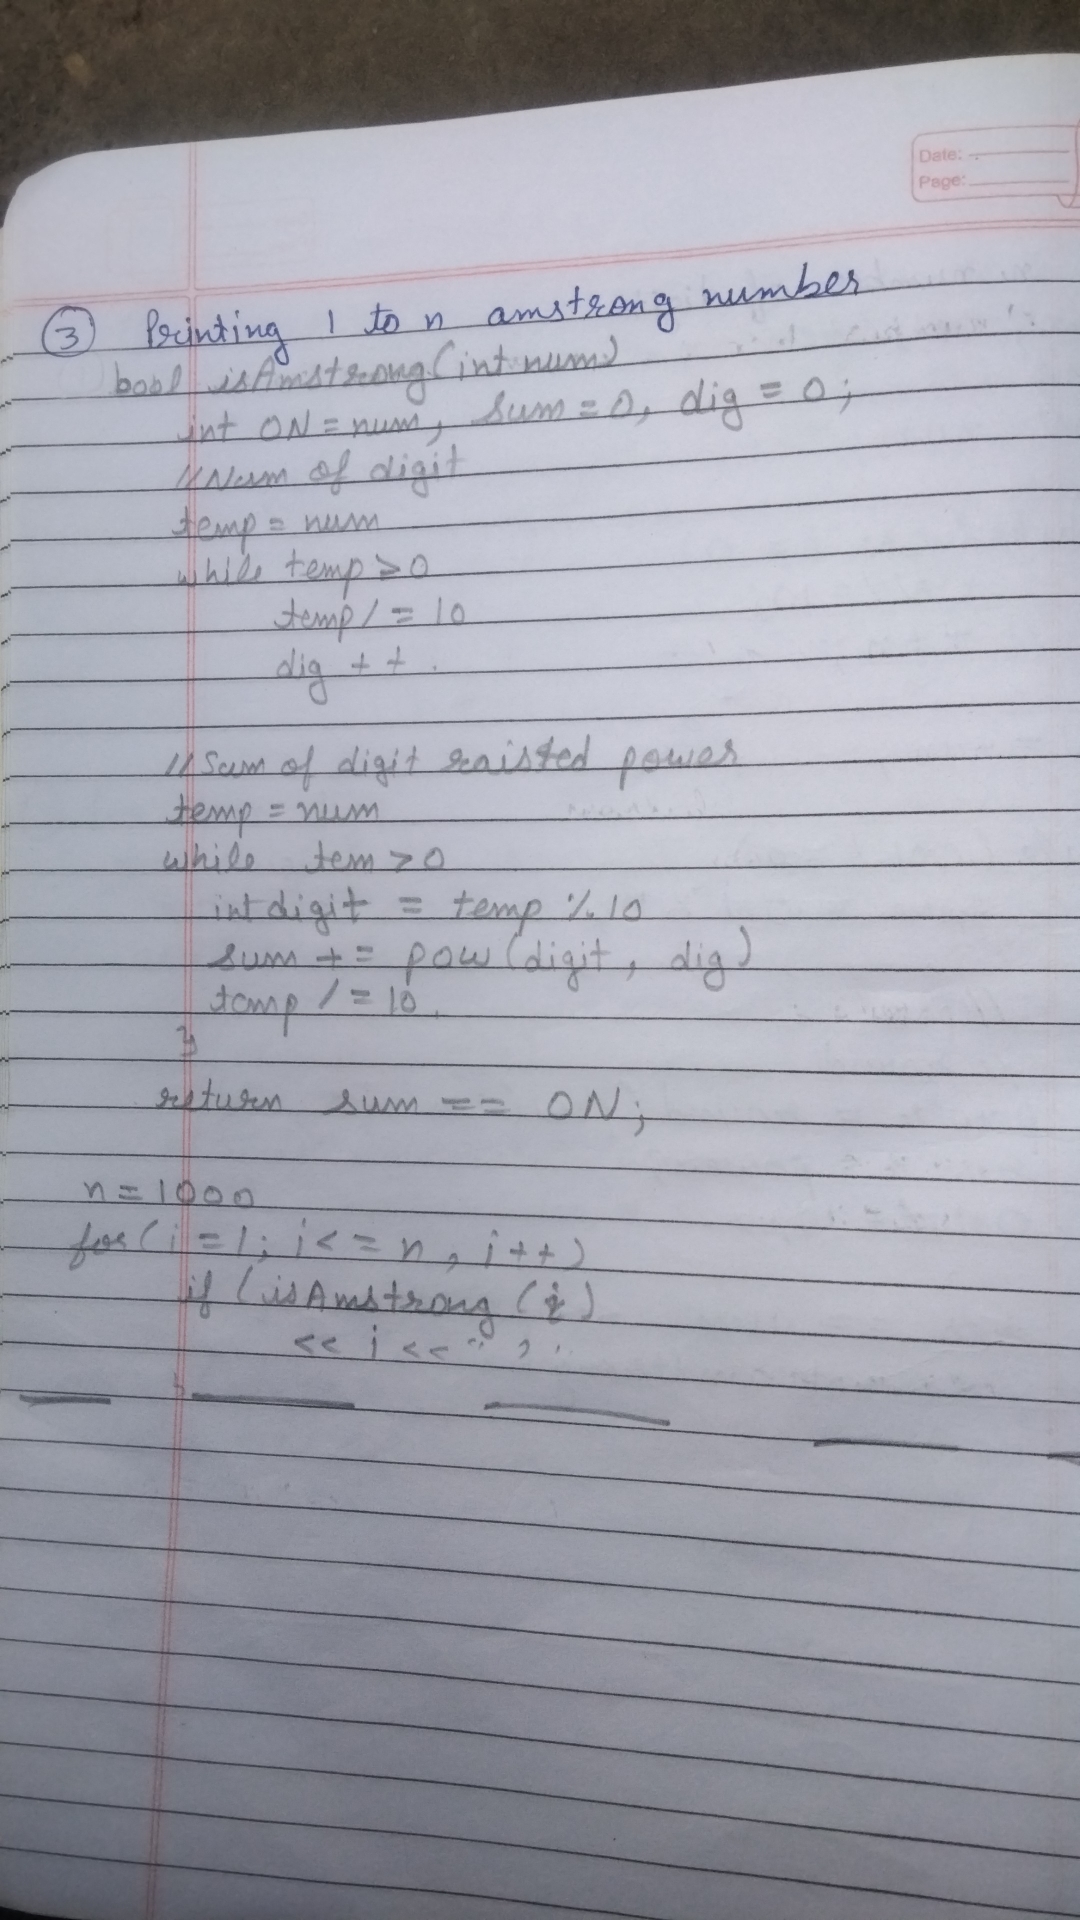 Date:
Page:
③ Printing 1 to n amstrong number
bool isAmstrong(int num)
int ON = num, Sum = 0, dig = 0;
//Num of digit
temp = num
while temp > 0
temp / = 10
dig + + .
//Sum of digit raisted power
temp = num
while tem > 0
int digit = temp % 10
sum + = pow (digit, dig)
temp / = 10.
}
return sum == ON;
n = 1000
for (i = 1; i < = n, i + +)
if (isAmstrong (i)
<< i << " ,
}